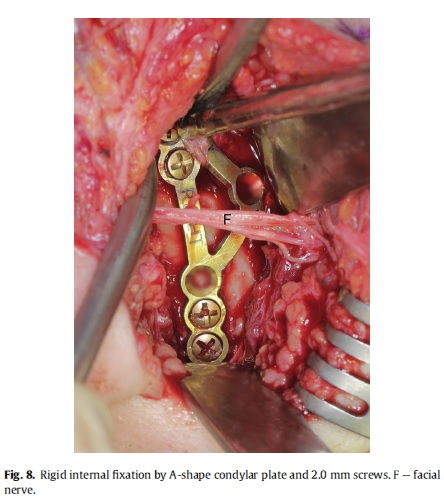 F
Fig. 8. Rigid internal fixation by A-shape condylar plate and 2.0 mm screws. F – facial
nerve.